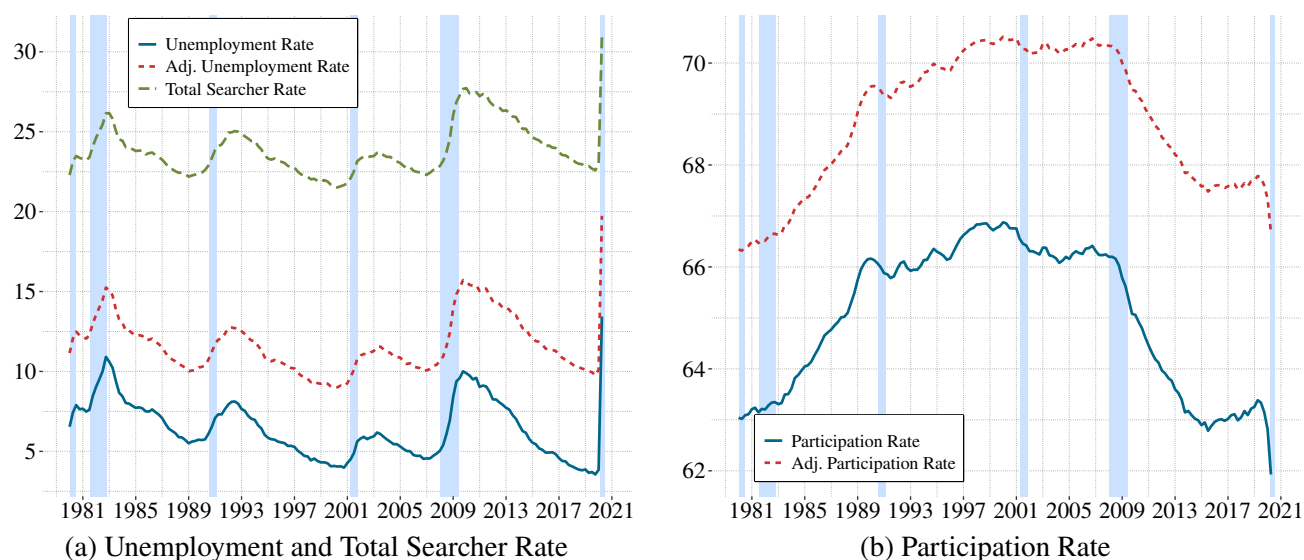 30
25
20
15
10
5
Unemployment Rate
Adj. Unemployment Rate
Total Searcher Rate
1981 1985 1989 1993 1997 2001 2005 2009 2013 2017 2021
(a) Unemployment and Total Searcher Rate
70
68
66
64
62
Participation Rate
Adj. Participation Rate
1981 1985 1989 1993 1997 2001 2005 2009 2013 2017 2021
(b) Participation Rate